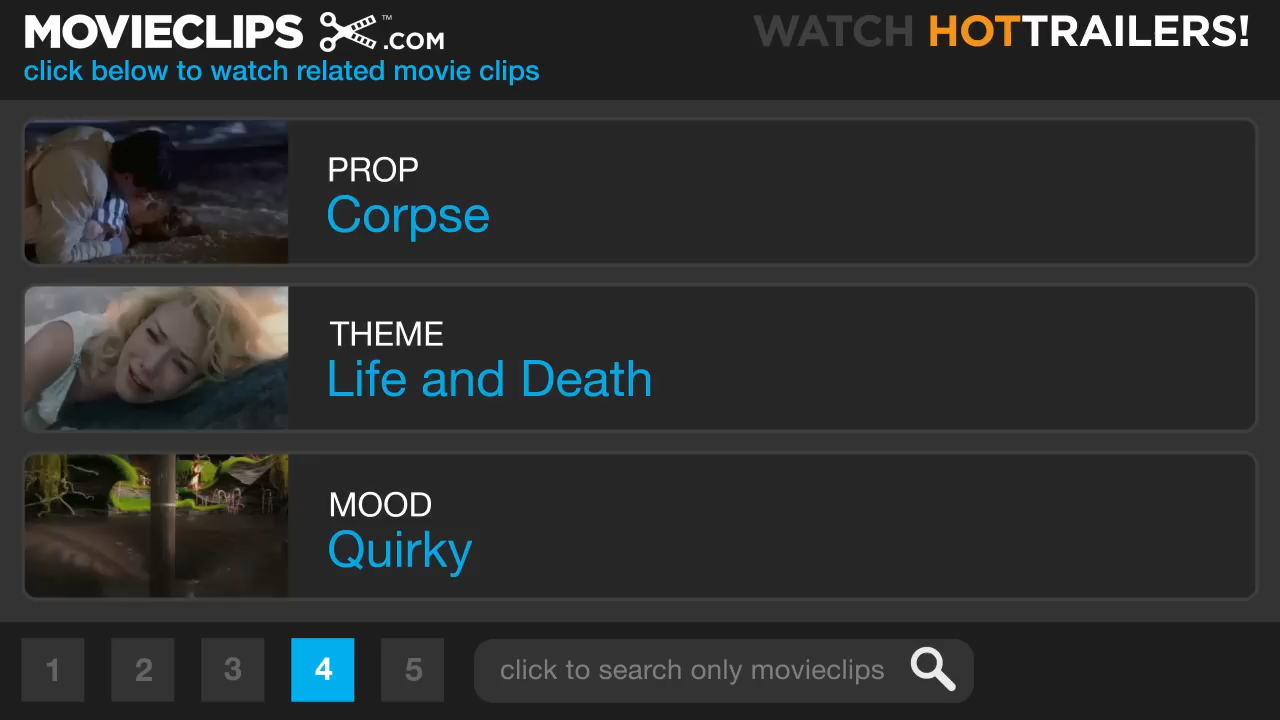 MOVIECLIPS ™ .COM
WATCH HOTTRAILERS!
click below to watch related movie clips
PROP
Corpse
THEME
Life and Death
MOOD
Quirky
1 2 3 4 5
click to search only movieclips